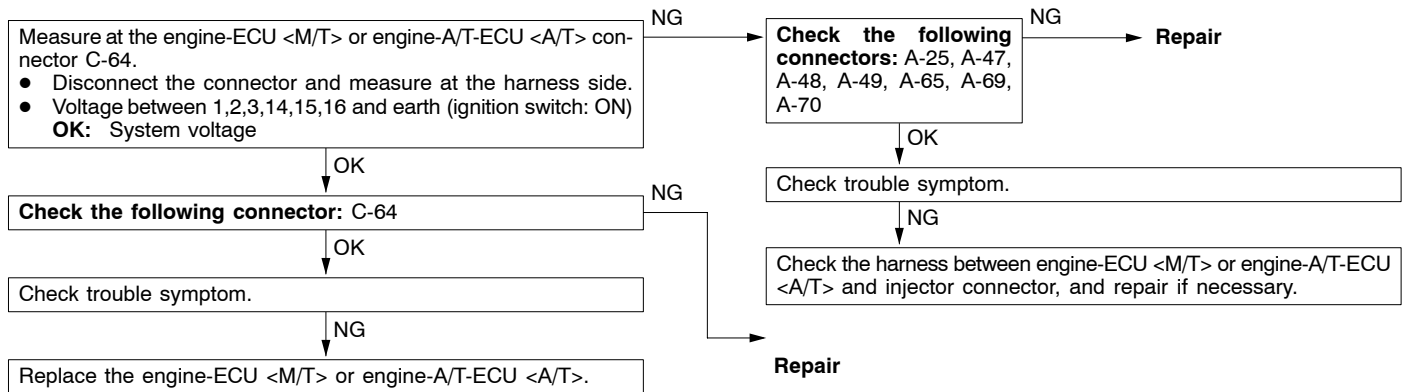 Measure at the engine-ECU <M/T> or engine-A/T-ECU <A/T> con-
nector C-64.
● Disconnect the connector and measure at the harness side.
● Voltage between 1,2,3,14,15,16 and earth (ignition switch: ON)
OK: System voltage
NG
Check the following
connectors: A-25, A-47,
A-48, A-49, A-65, A-69,
A-70
NG
Repair
OK
Check trouble symptom.
NG
Check the harness between engine-ECU <M/T> or engine-A/T-ECU
<A/T> and injector connector, and repair if necessary.
OK
Check the following connector: C-64
NG
Repair
OK
Check trouble symptom.
NG
Replace the engine-ECU <M/T> or engine-A/T-ECU <A/T>.